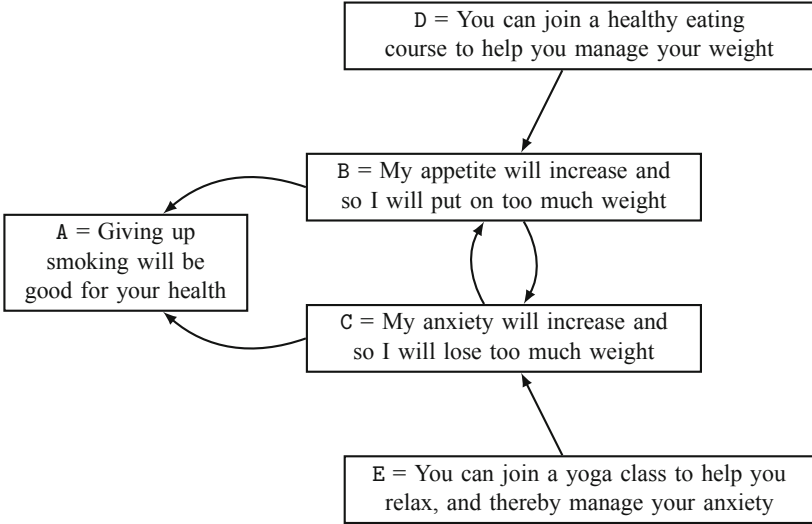 D = You can join a healthy eating
course to help you manage your weight
B = My appetite will increase and
so I will put on too much weight
A = Giving up
smoking will be
good for your health
C = My anxiety will increase and
so I will lose too much weight
E = You can join a yoga class to help you
relax, and thereby manage your anxiety